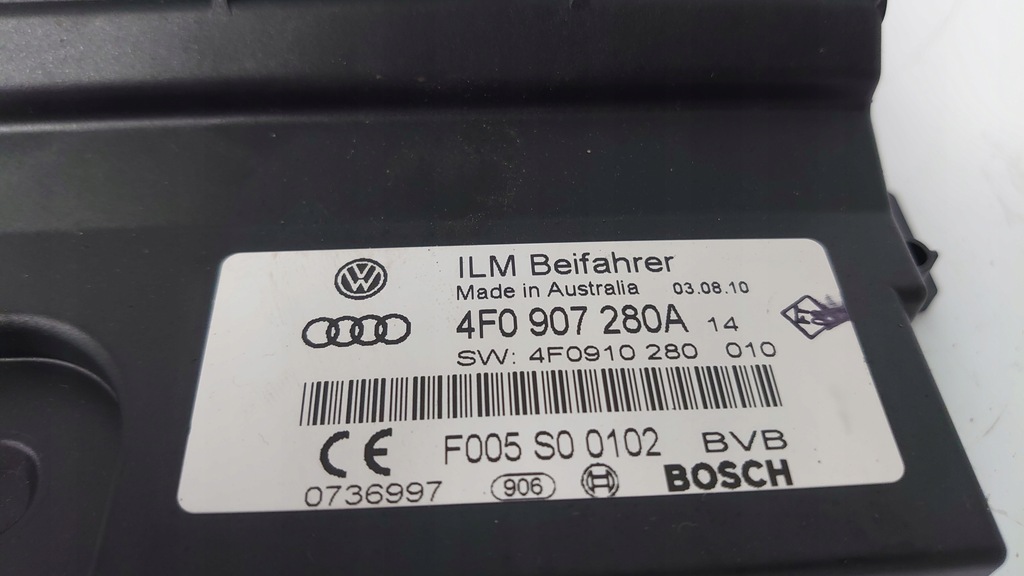 ILM Beifahrer
Made in Australia 03.08.10
4F0 907 280A 14
SW: 4F0910 280 010
CE F005 S0 0102 BVB
0736997 906 BOSCH